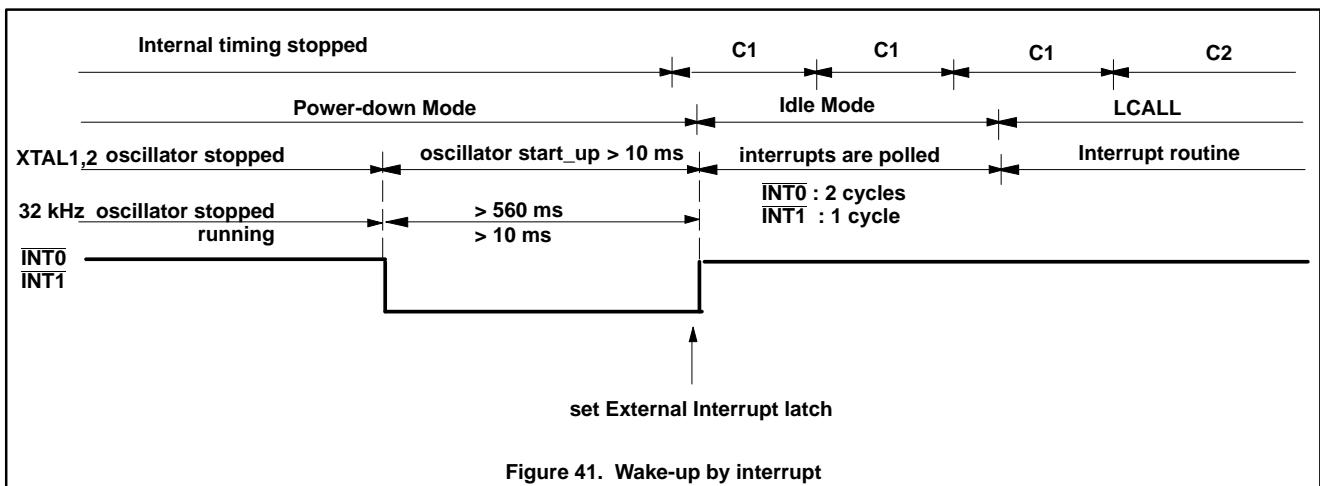 Internal timing stopped C1 C1 C1 C2
Power-down Mode Idle Mode LCALL
XTAL1,2 oscillator stopped oscillator start_up > 10 ms interrupts are polled Interrupt routine
INT0 : 2 cycles
32 kHz oscillator stopped > 560 ms INT1 : 1 cycle
running > 10 ms
INT0
INT1
set External Interrupt latch
Figure 41. Wake-up by interrupt